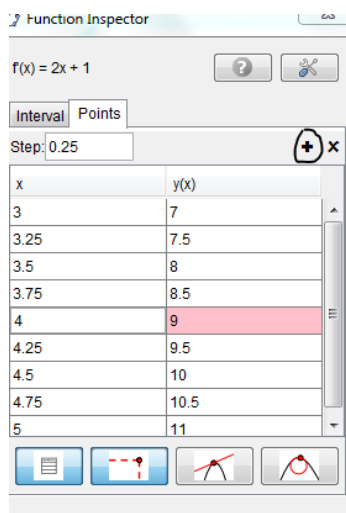 Function Inspector
f'(x) = 2x + 1
?
Interval Points
Step: 0.25 + x
x y(x)
3 7
3.25 7.5
3.5 8
3.75 8.5
4 9
4.25 9.5
4.5 10
4.75 10.5
5 11